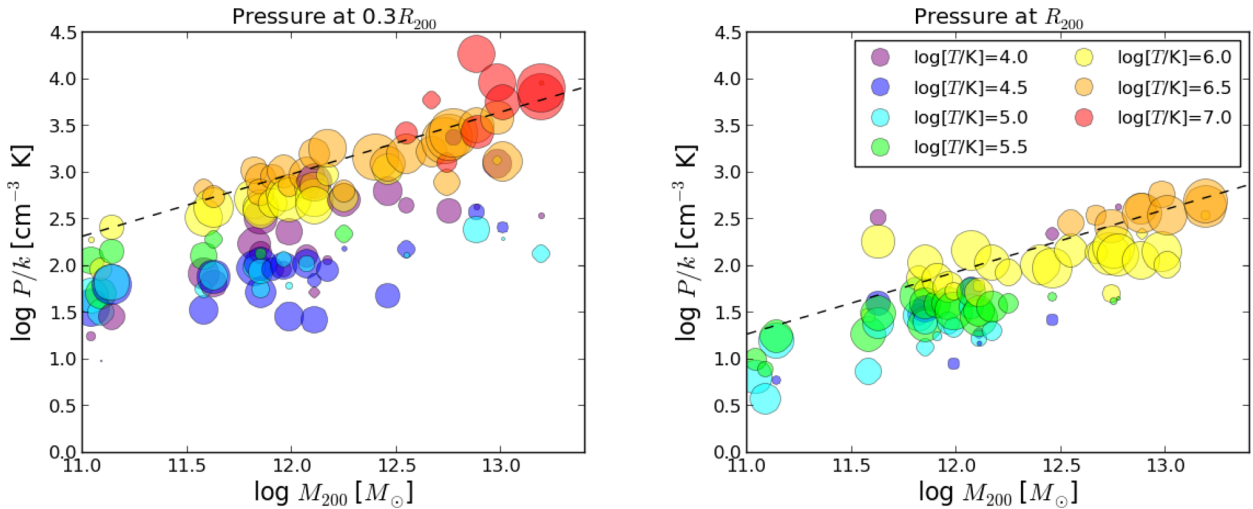 Pressure at 0.3R₂₀₀
4.5
4.0
3.5
3.0
2.5
2.0
1.5
1.0
0.5
0.0
log P/k [cm⁻³ K]
11.0 11.5 12.0 12.5 13.0
log M₂₀₀ [M☉]
Pressure at R₂₀₀
4.5
4.0
3.5
3.0
2.5
2.0
1.5
1.0
0.5
0.0
log P/k [cm⁻³ K]
log[T/K]=4.0 log[T/K]=6.0
log[T/K]=4.5 log[T/K]=6.5
log[T/K]=5.0 log[T/K]=7.0
log[T/K]=5.5
11.0 11.5 12.0 12.5 13.0
log M₂₀₀ [M☉]